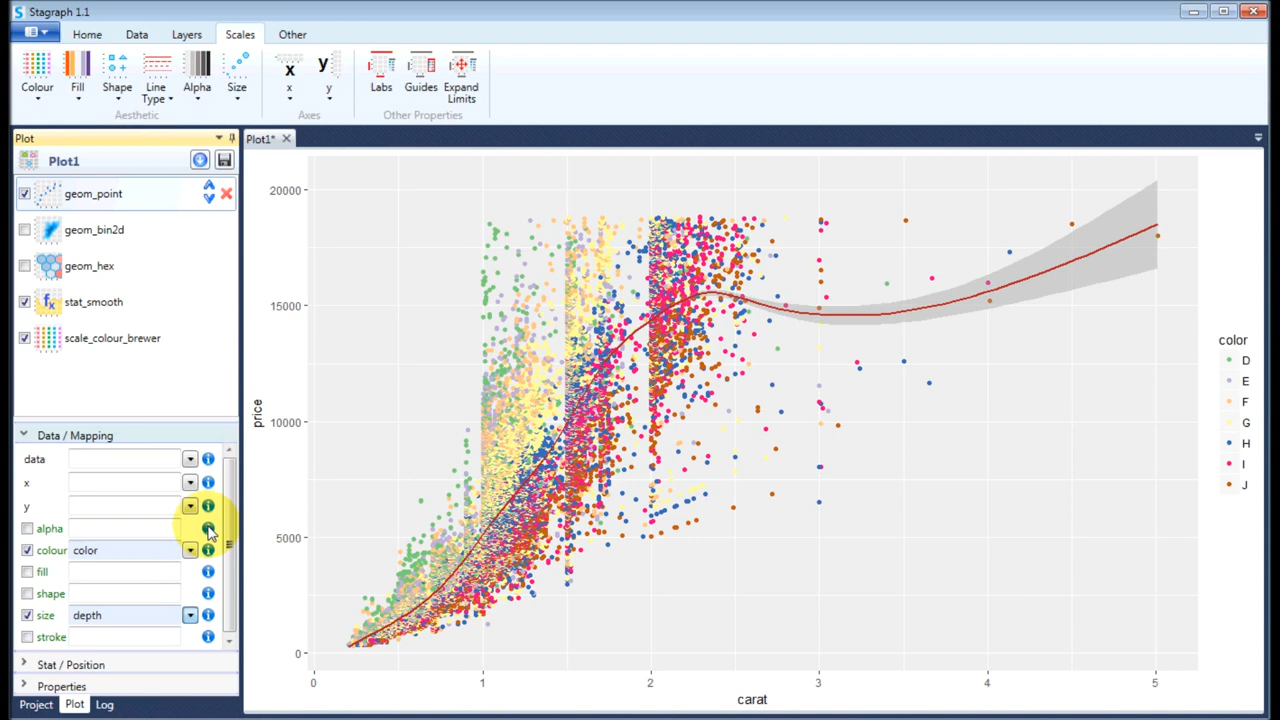 Stagraph 1.1
Home Data Layers Scales Other
Colour Fill Shape Line Type Alpha Size x y Labs Guides Expand Limits
Aesthetic Axes Other Properties
Plot
Plot1* 
Plot1
geom_point
geom_bin2d
geom_hex
stat_smooth
scale_colour_brewer
Data / Mapping
data
x
y
alpha
colour color
fill
shape
size depth
stroke
Stat / Position
Properties
Project Plot Log
20000
15000
10000
5000
0
price
0 1 2 3 4 5
carat
color
D
E
F
G
H
I
J